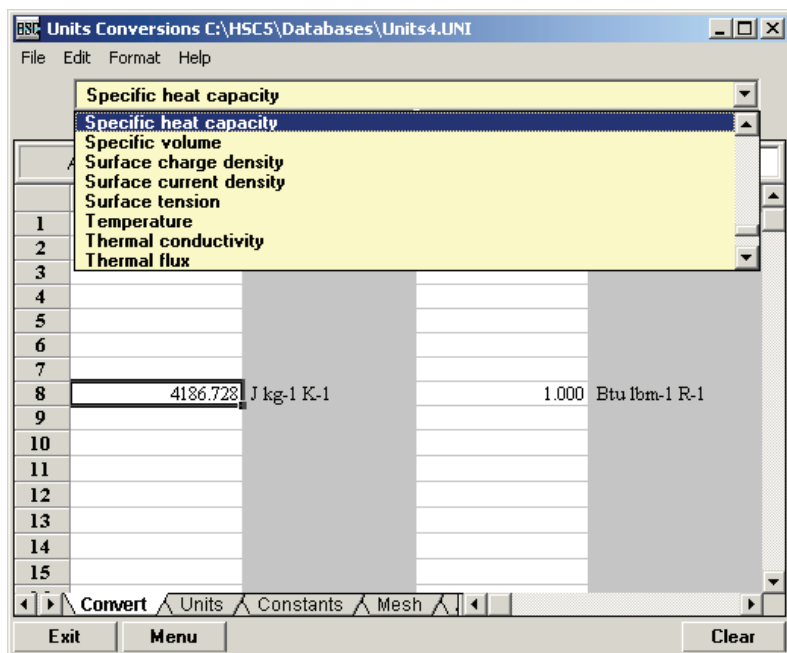 HSC Units Conversions C:\HSC5\Databases\Units4.UNI
File Edit Format Help
Specific heat capacity
Specific heat capacity
Specific volume
Surface charge density
Surface current density
Surface tension
Temperature
Thermal conductivity
Thermal flux
1
2
3
4
5
6
7
8 4186.728 J kg-1 K-1 1.000 Btu lbm-1 R-1
9
10
11
12
13
14
15
Convert Units Constants Mesh
Exit Menu Clear